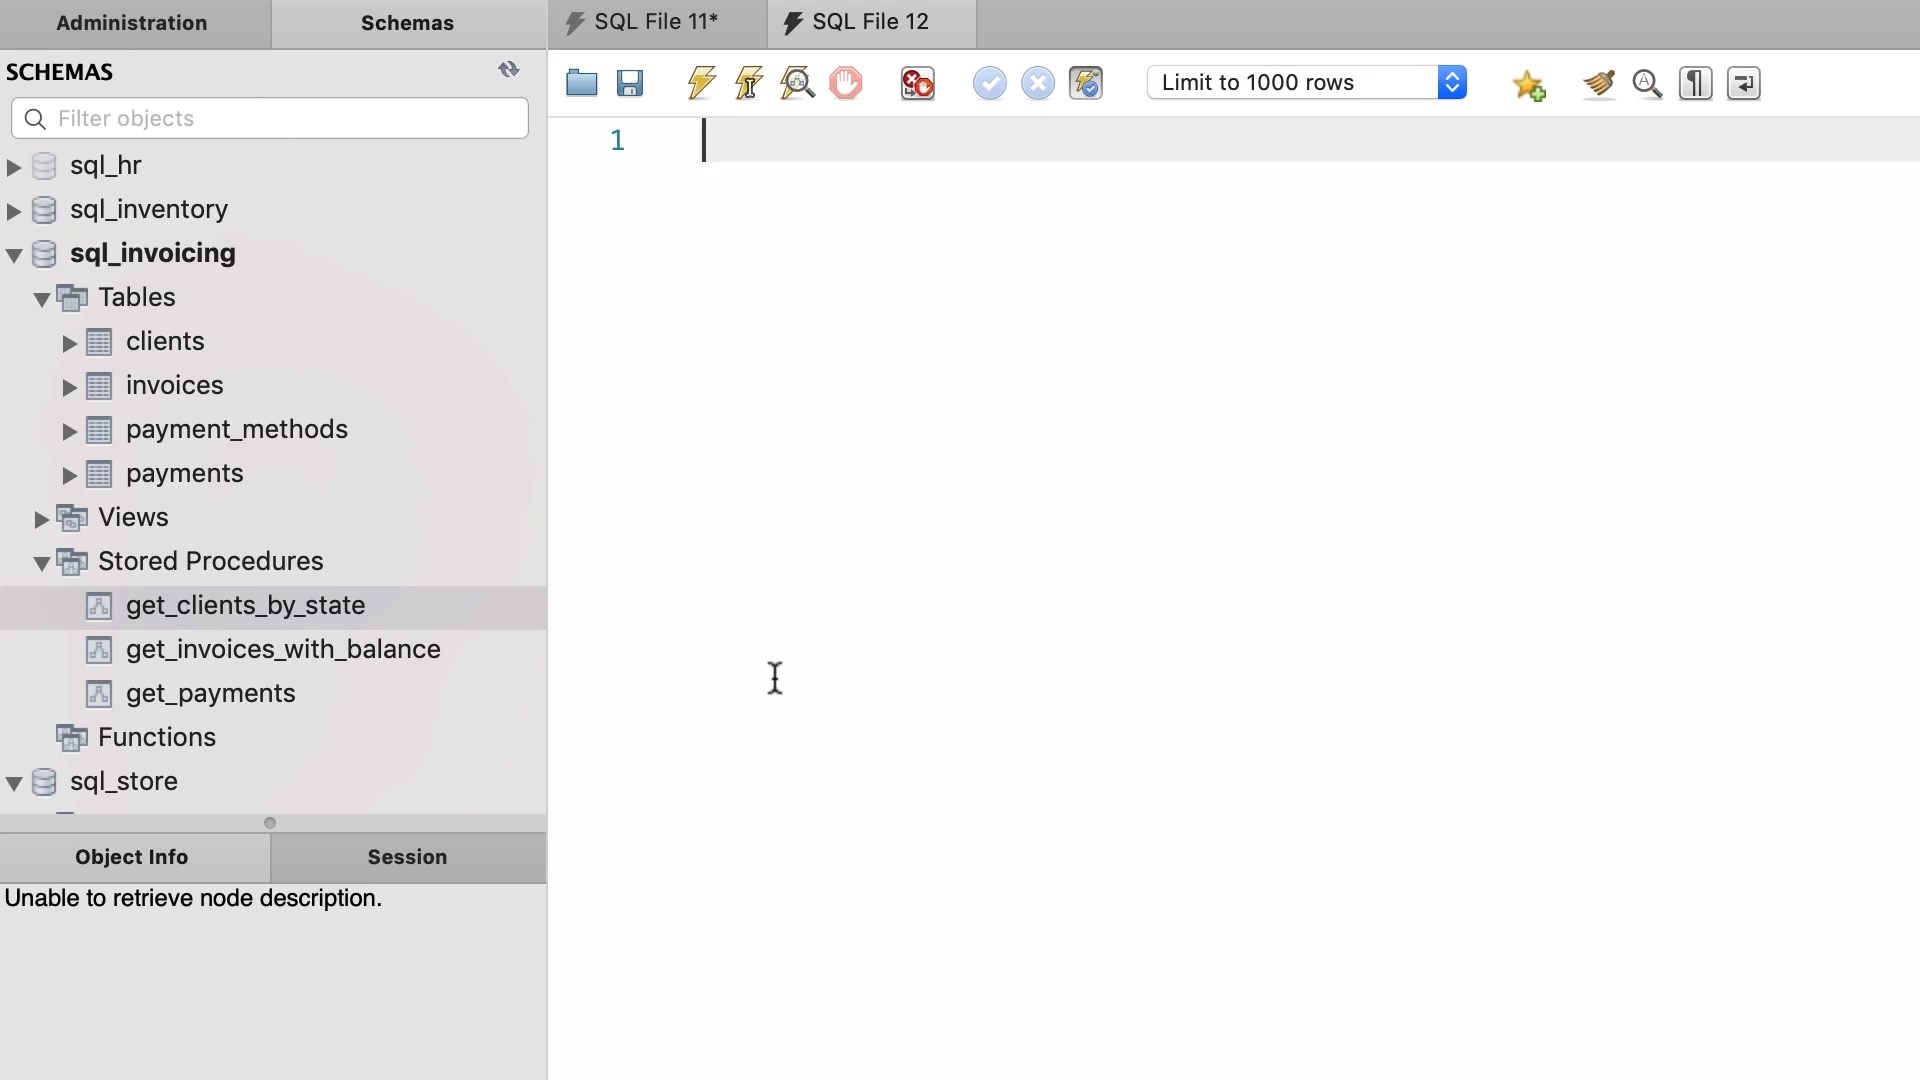 Administration
Schemas
SQL File 11*
SQL File 12
SCHEMAS
Filter objects
Limit to 1000 rows
1
sql_hr
sql_inventory
sql_invoicing
Tables
clients
invoices
payment_methods
payments
Views
Stored Procedures
get_clients_by_state
get_invoices_with_balance
get_payments
Functions
sql_store
Object Info
Session
Unable to retrieve node description.